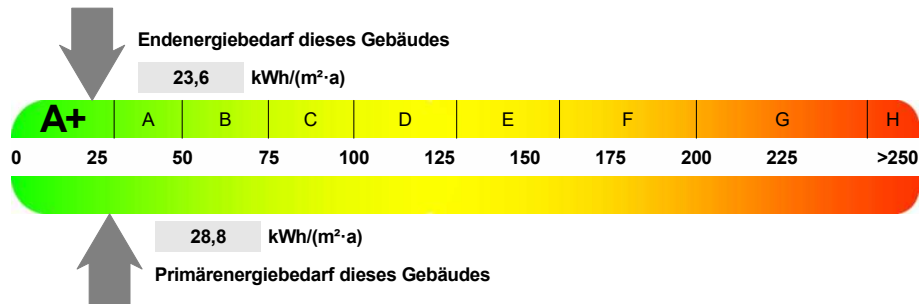 Endenergiebedarf dieses Gebäudes
23,6 kWh/(m²·a)
A+ A B C D E F G H
0 25 50 75 100 125 150 175 200 225 >250
28,8 kWh/(m²·a)
Primärenergiebedarf dieses Gebäudes